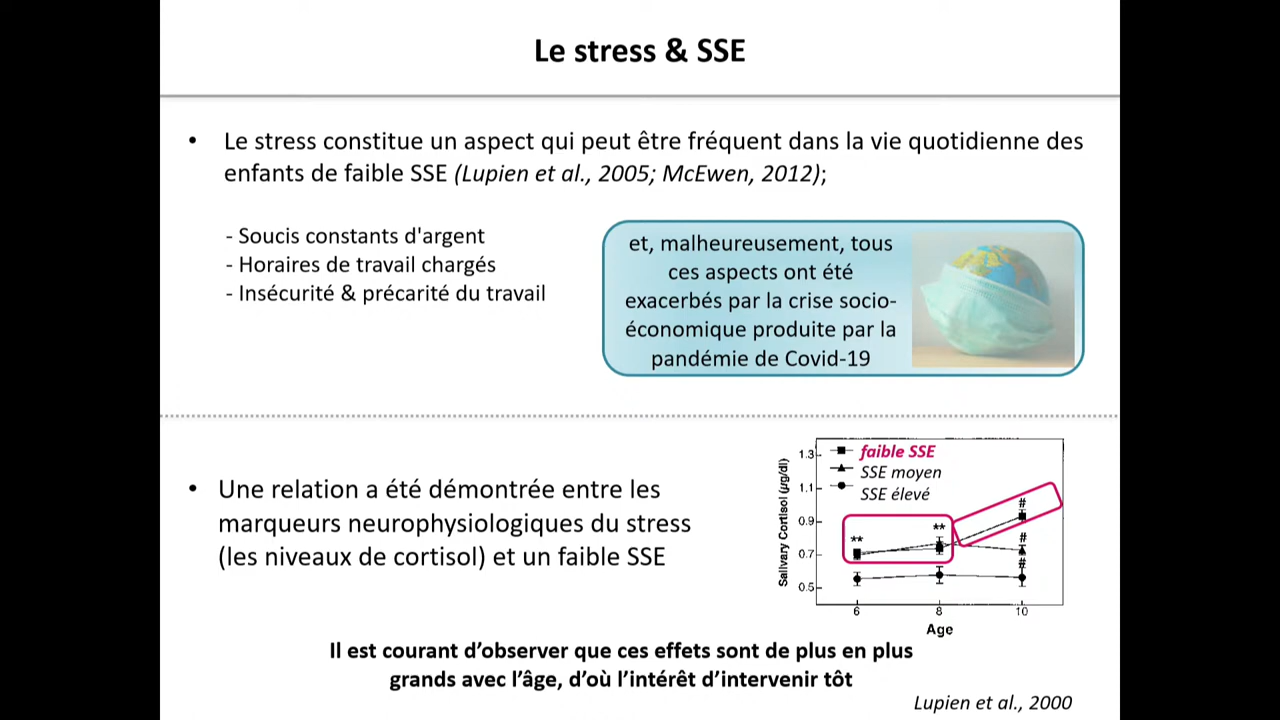 Le stress & SSE
• Le stress constitue un aspect qui peut être fréquent dans la vie quotidienne des
enfants de faible SSE (Lupien et al., 2005; McEwen, 2012);
- Soucis constants d'argent
- Horaires de travail chargés
- Insécurité & précarité du travail
et, malheureusement, tous
ces aspects ont été
exacerbés par la crise socio-
économique produite par la
pandémie de Covid-19
• Une relation a été démontrée entre les
marqueurs neurophysiologiques du stress
(les niveaux de cortisol) et un faible SSE
Salivary Cortisol (µg/dl)
1.3
1.1
0.9
0.7
0.5
faible SSE
SSE moyen
SSE élevé
**
**
#
#
#
6 8 10
Age
Il est courant d’observer que ces effets sont de plus en plus
grands avec l’âge, d’où l’intérêt d’intervenir tôt
Lupien et al., 2000